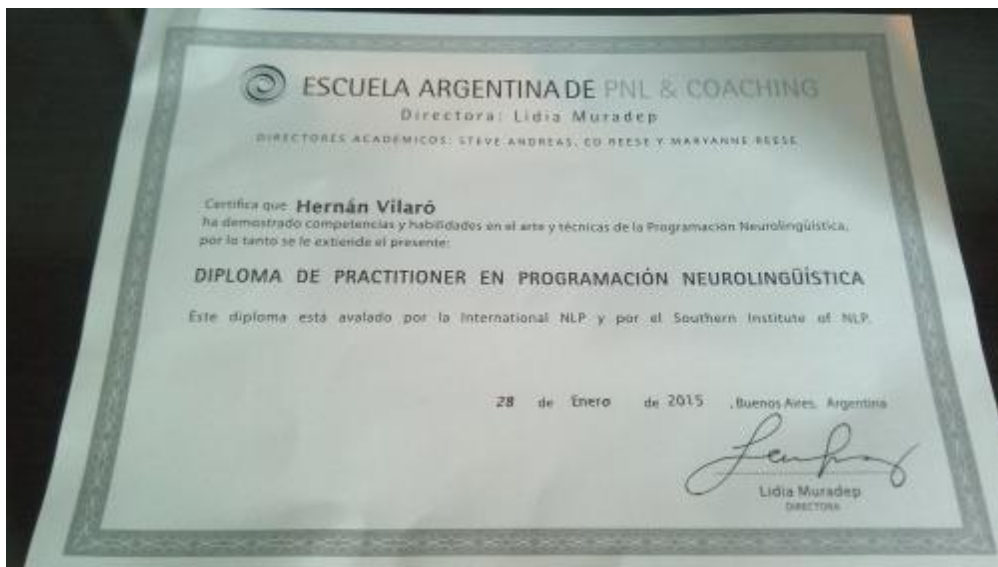 ESCUELA ARGENTINA DE PNL & COACHING
Directora: Lidia Muradep
DIRECTORES ACADÉMICOS: STEVE ANDREAS, ED REESE Y MARYANNE REESE
Certifica que Hernán Vilaró
ha demostrado competencias y habilidades en el arte y técnicas de la Programación Neurolingüística,
por lo tanto se le extiende el presente:
DIPLOMA DE PRACTITIONER EN PROGRAMACIÓN NEUROLINGÜÍSTICA
Este diploma está avalado por la International NLP y por el Southern Institute of NLP.
28 de Enero de 2015 , Buenos Aires, Argentina
Lidia Muradep
DIRECTORA